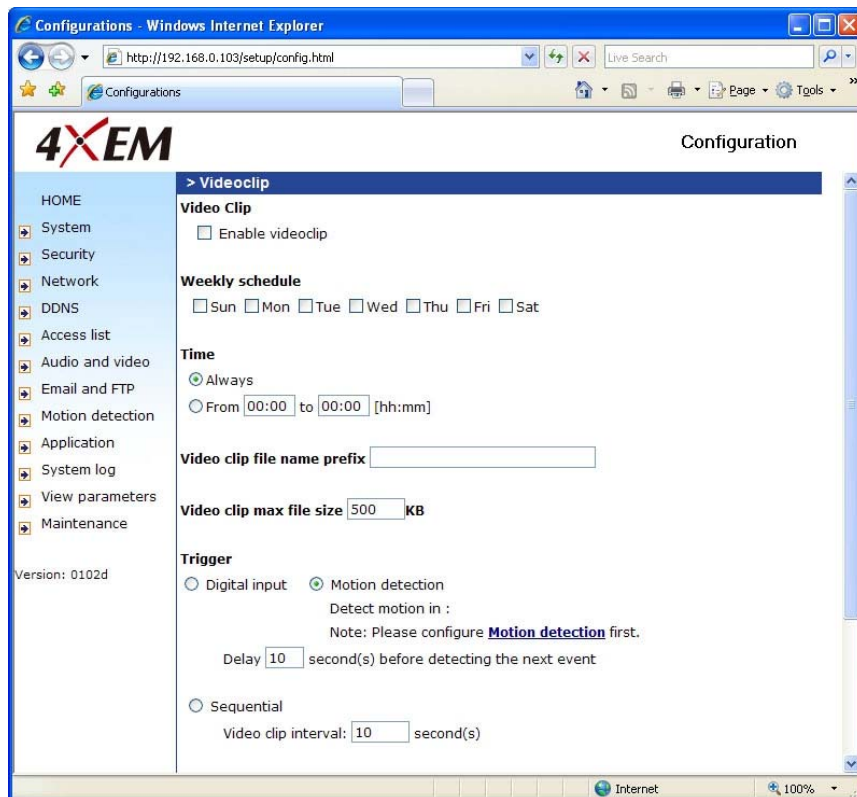 Configurations - Windows Internet Explorer
http://192.168.0.103/setup/config.html
Live Search
Configurations
Page
Tools
»
4XEM
Configuration
HOME
System
Security
Network
DDNS
Access list
Audio and video
Email and FTP
Motion detection
Application
System log
View parameters
Maintenance
Version: 0102d
> Videoclip
Video Clip
Enable videoclip
Weekly schedule
Sun Mon Tue Wed Thu Fri Sat
Time
Always
From 00:00 to 00:00 [hh:mm]
Video clip file name prefix
Video clip max file size 500 KB
Trigger
Digital input Motion detection
Detect motion in :
Note: Please configure Motion detection first.
Delay 10 second(s) before detecting the next event
Sequential
Video clip interval: 10 second(s)
Internet
100%